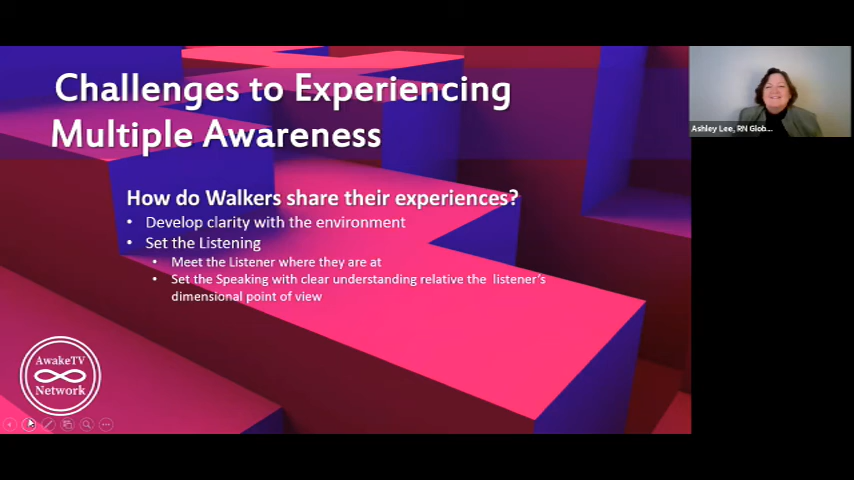 Challenges to Experiencing
Multiple Awareness
How do Walkers share their experiences?
• Develop clarity with the environment
• Set the Listening
• Meet the Listener where they are at
• Set the Speaking with clear understanding relative the listener's
dimensional point of view
AwakeTV
Network
Ashley Lee, RN Glob...